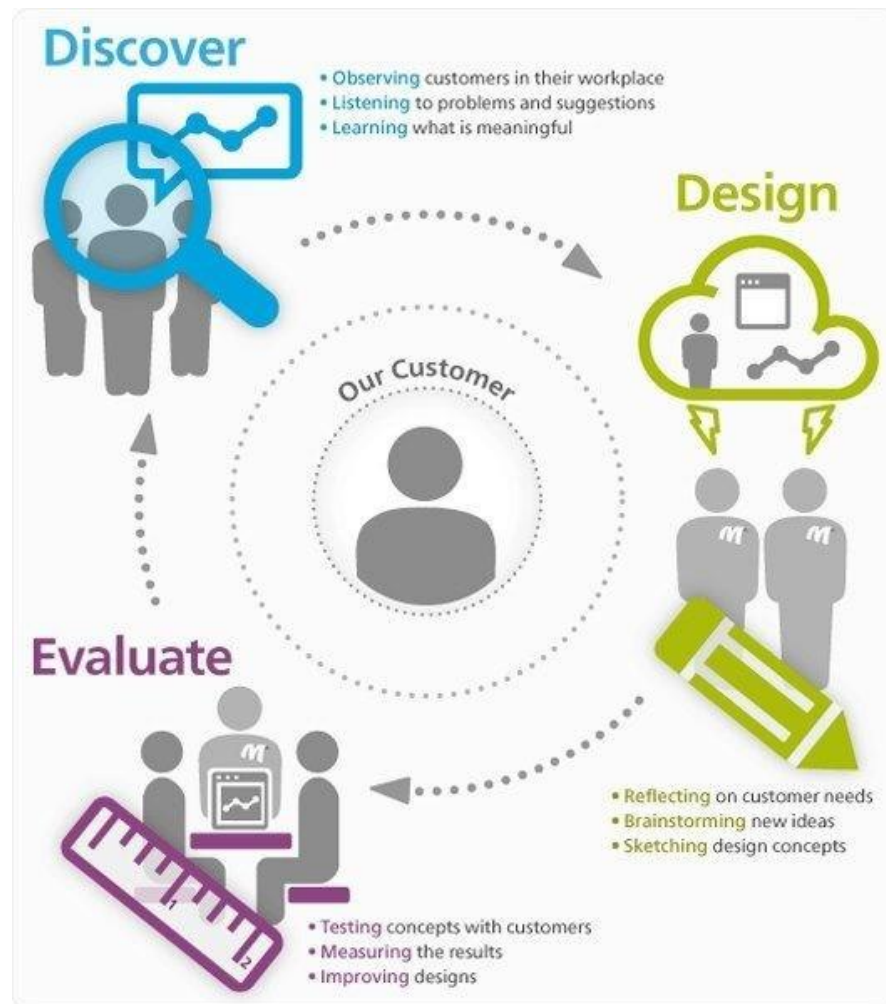 Discover
• Observing customers in their workplace
• Listening to problems and suggestions
• Learning what is meaningful
Design
Our Customer
M
M
• Reflecting on customer needs
• Brainstorming new ideas
• Sketching design concepts
Evaluate
M
1
2
• Testing concepts with customers
• Measuring the results
• Improving designs